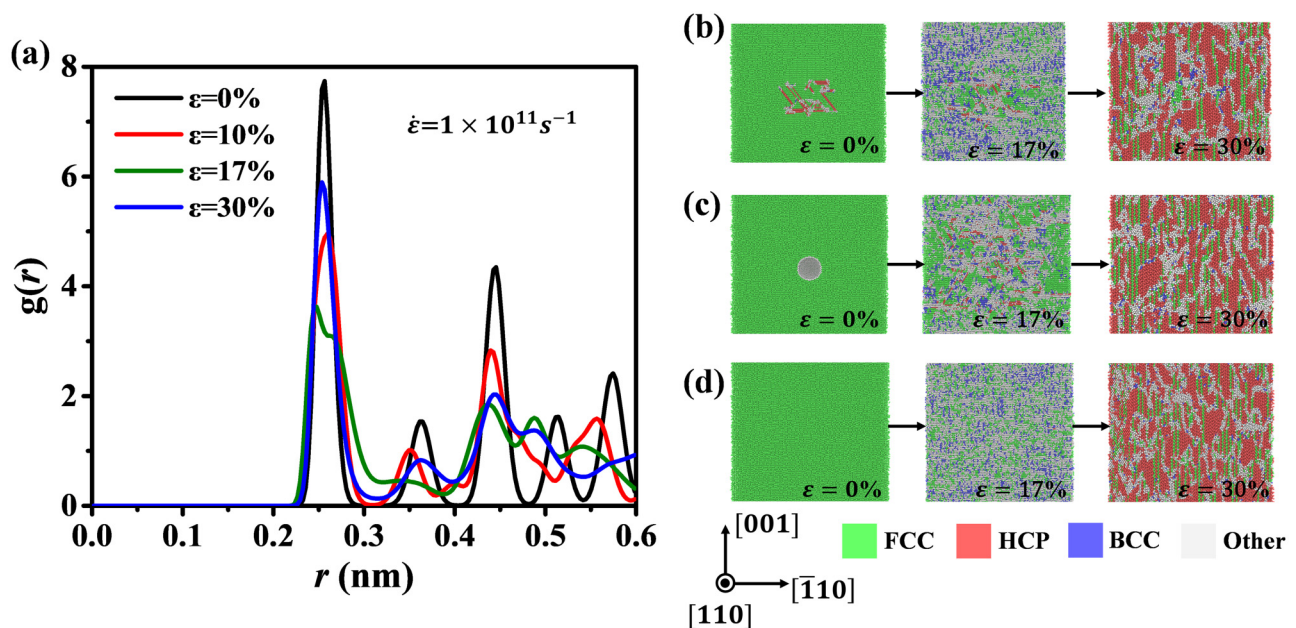 (a)
8
6
4
2
0
g(r)
0.0 0.1 0.2 0.3 0.4 0.5 0.6
r (nm)
ε=0%
ε=10%
ε=17%
ε=30%
ε̇=1 × 10¹¹s⁻¹
(b)
ε = 0% ε = 17% ε = 30%
(c)
ε = 0% ε = 17% ε = 30%
(d)
ε = 0% ε = 17% ε = 30%
[001]
[1̅10]
[110]
FCC HCP BCC Other